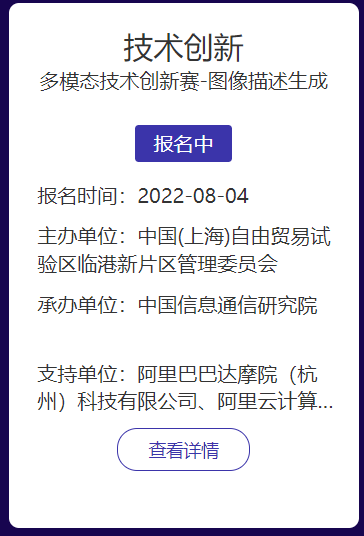 技术创新
多模态技术创新赛-图像描述生成
报名中
报名时间：2022-08-04
主办单位：中国(上海)自由贸易试
验区临港新片区管理委员会
承办单位：中国信息通信研究院
支持单位：阿里巴巴达摩院（杭
州）科技有限公司、阿里云计算...
查看详情